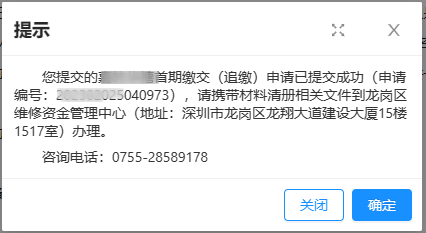 提示
您提交的 首期缴交（追缴）申请已提交成功（申请
编号：2 025040973），请携带材料清册相关文件到龙岗区
维修资金管理中心（地址：深圳市龙岗区龙翔大道建设大厦15楼
1517室）办理。
咨询电话：0755-28589178
关闭 确定